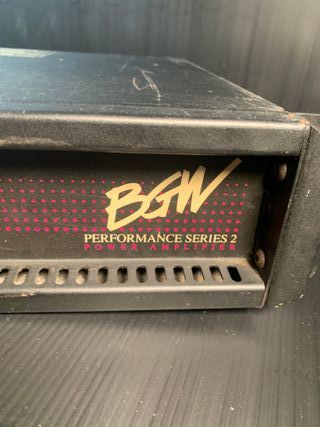 BGW
PERFORMANCE SERIES 2
POWER AMPLIFIER